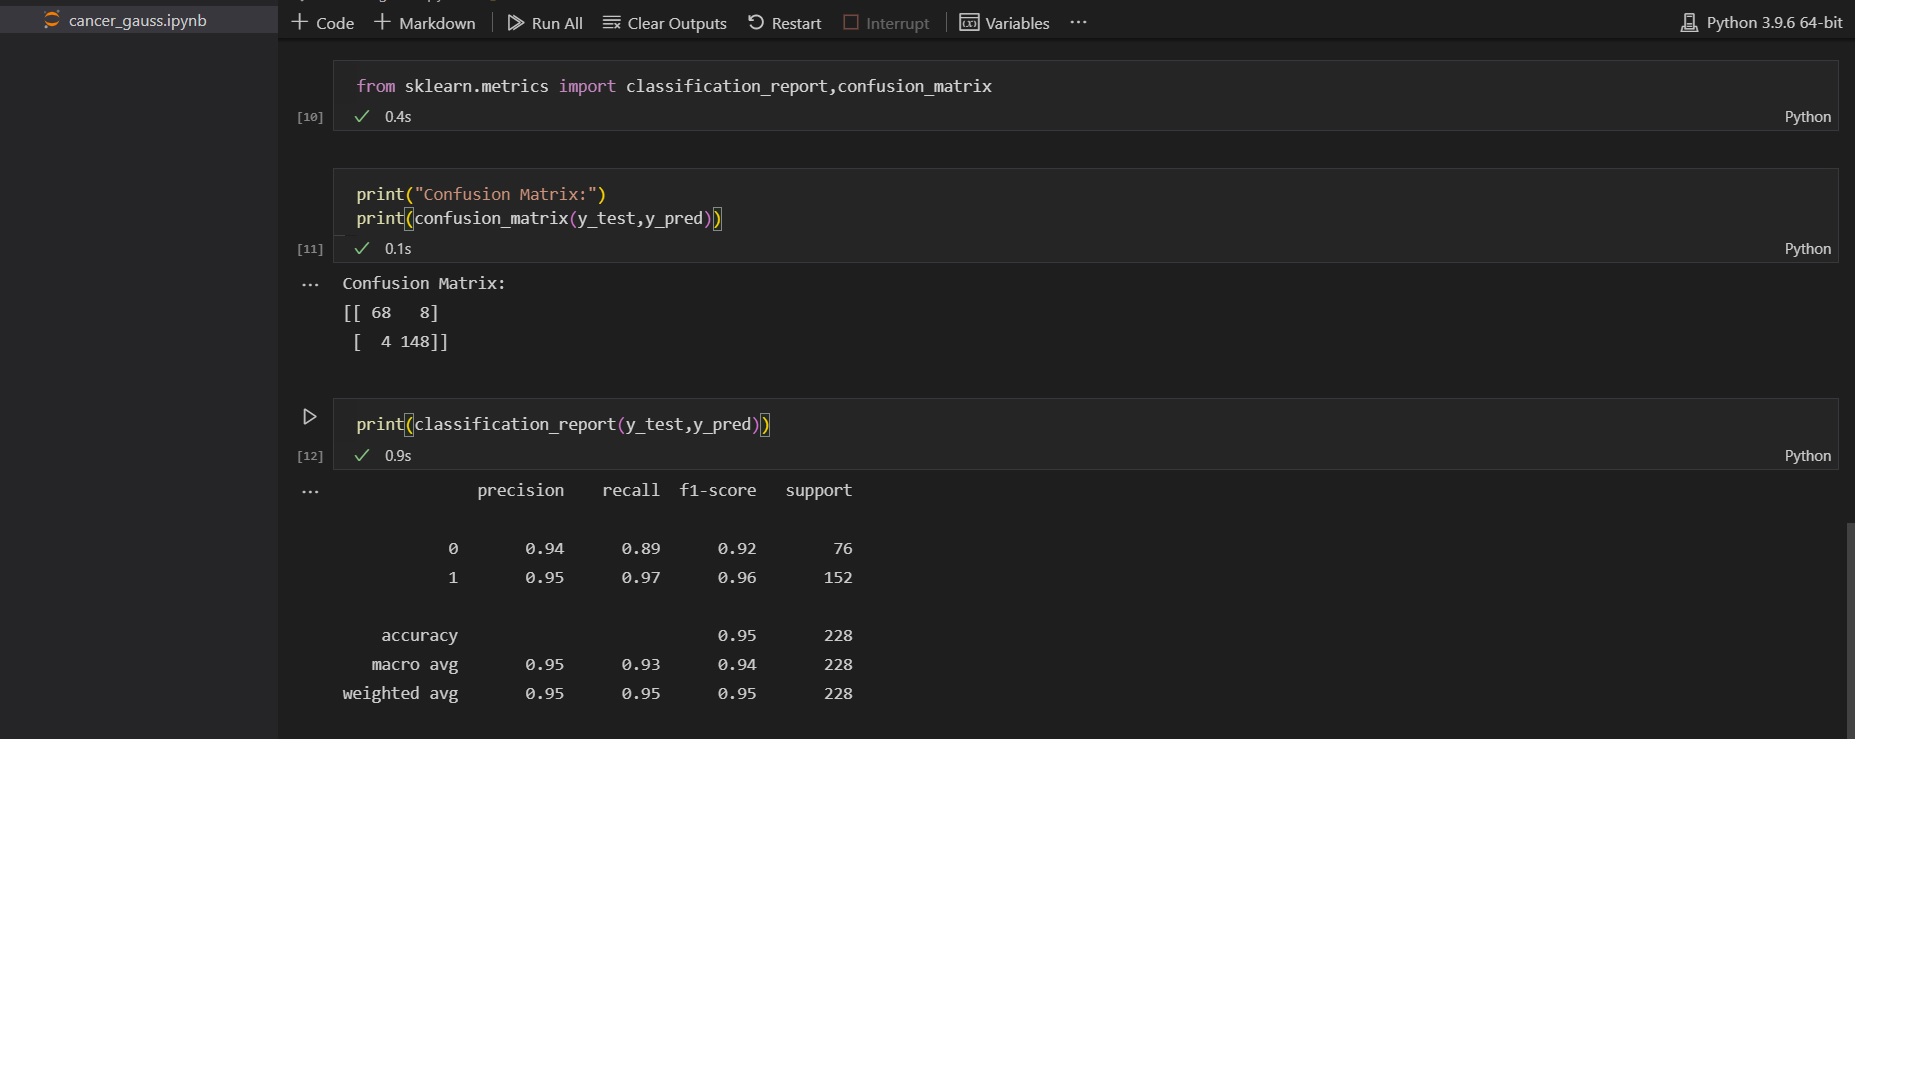 cancer_gauss.ipynb
+ Code + Markdown Run All Clear Outputs Restart Interrupt Variables ... Python 3.9.6 64-bit
from sklearn.metrics import classification_report,confusion_matrix
[10] ✓ 0.4s Python
print("Confusion Matrix:")
print(confusion_matrix(y_test,y_pred))
[11] ✓ 0.1s Python
... Confusion Matrix:
[[ 68   8]
 [  4 148]]
print(classification_report(y_test,y_pred))
[12] ✓ 0.9s Python
... precision recall f1-score support
0 0.94 0.89 0.92 76
1 0.95 0.97 0.96 152
accuracy 0.95 228
macro avg 0.95 0.93 0.94 228
weighted avg 0.95 0.95 0.95 228